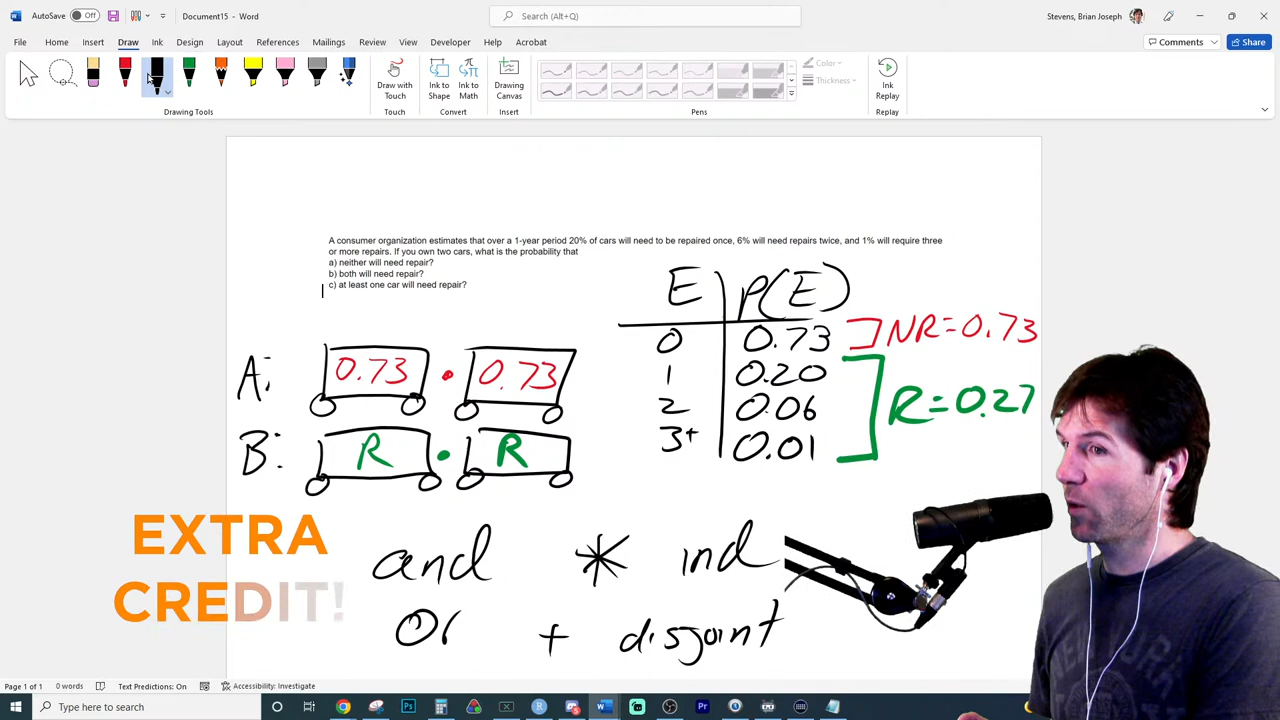 AutoSave Off Document15 - Word Search (Alt+Q) Stevens, Brian Joseph
File Home Insert Draw Ink Design Layout References Mailings Review View Developer EndNote Help Acrobat Comments Share
Draw with Touch
Ink to Shape
Ink to Math
Drawing Canvas
Color
Thickness
Ink Replay
Drawing Tools Touch Convert Insert Pens Replay
A consumer organization estimates that over a 1-year period 20% of cars will need to be repaired once, 6% will need repairs twice, and 1% will require three
or more repairs. If you own two cars, what is the probability that
a) neither will need repair?
b) both will need repair?
c) at least one car will need repair?
E P(E)
0 0.73 NR=0.73
1 0.20
2 0.06 R=0.27
3+ 0.01
A: 0.73 • 0.73
B: R • R
and * ind
or + disjoint
EXTRA
CREDIT!
Page 1 of 1 0 words Text Predictions: On Accessibility: Investigate
Type here to search